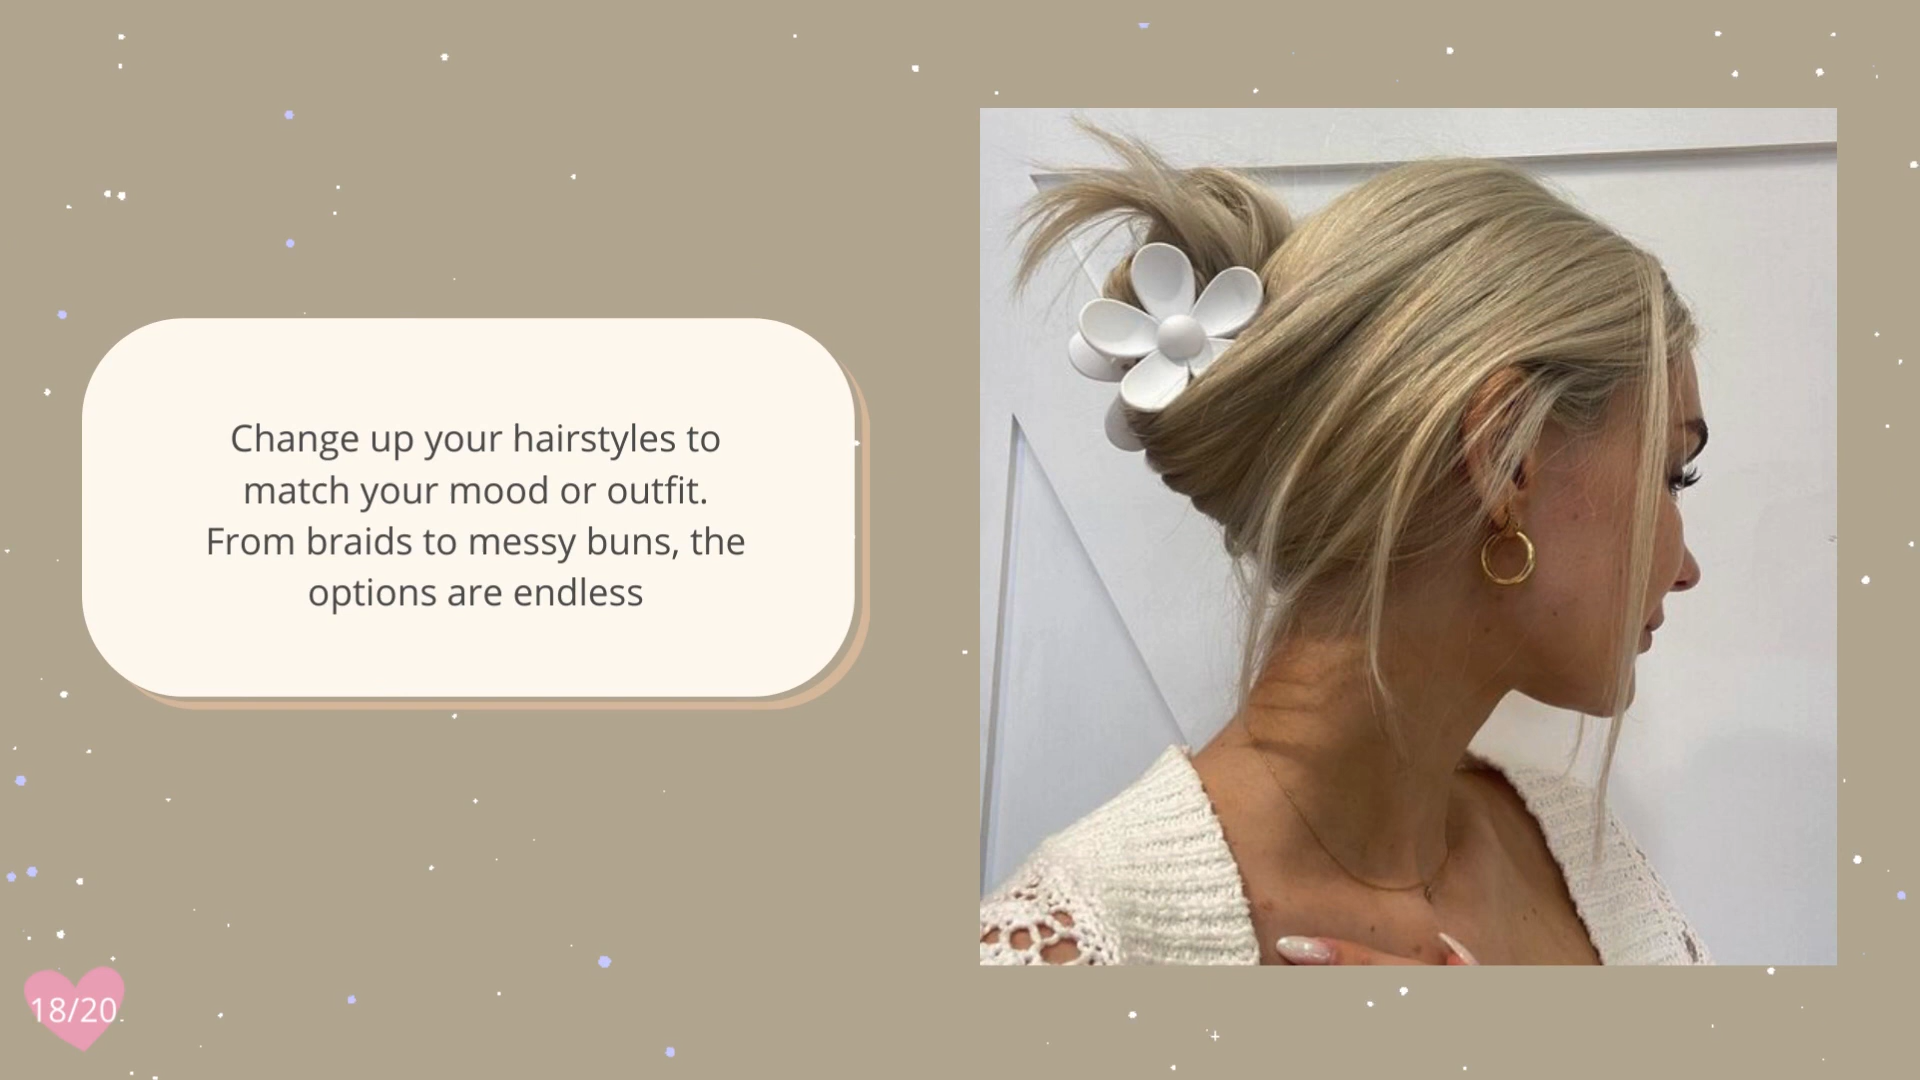 Change up your hairstyles to
match your mood or outfit.
From braids to messy buns, the
options are endless
18/20